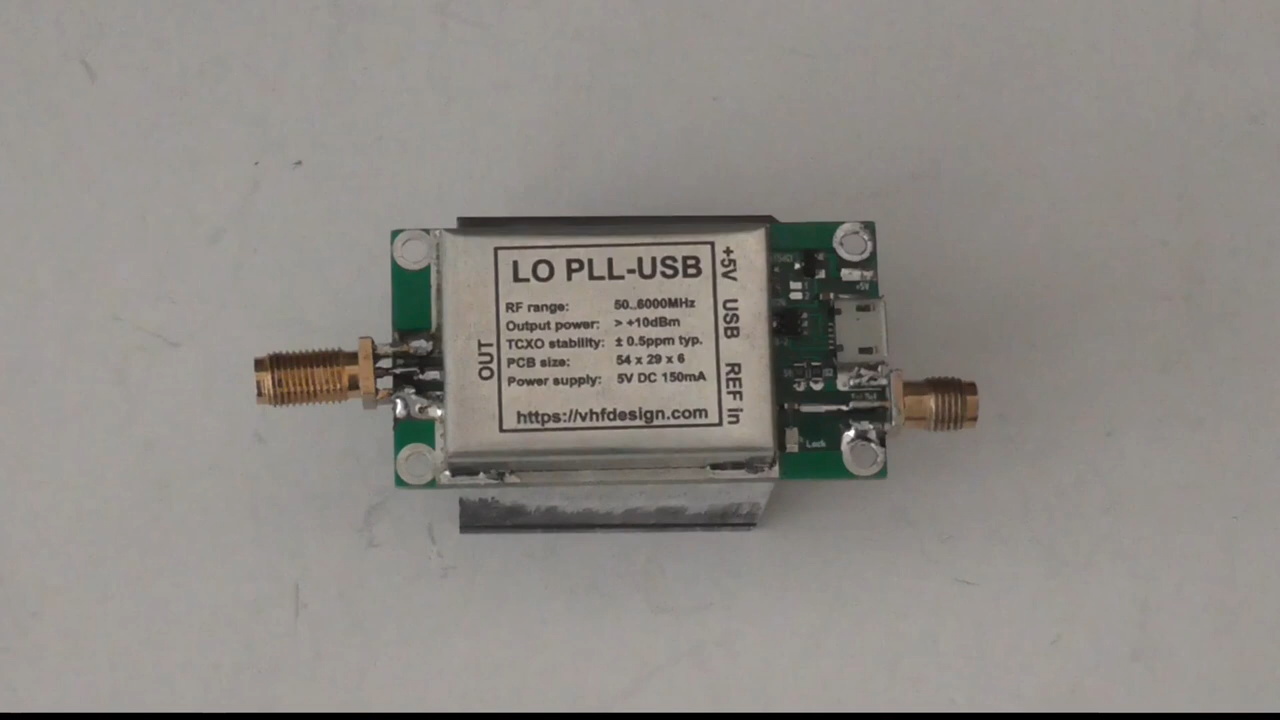 LO PLL-USB
RF range: 50..6000MHz
Output power: > +10dBm
TCXO stability: ± 0.5ppm typ.
PCB size: 54 x 29 x 6
Power supply: 5V DC 150mA
https://vhfdesign.com
OUT
+5V USB REF in
+5V
Lock